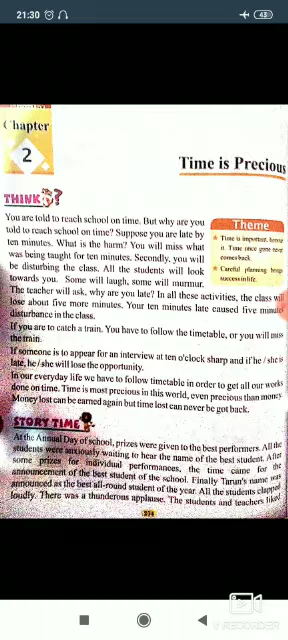 21:30
43
Chapter
2
Time is Precious
THINK ?
You are told to reach school on time. But why are you
told to reach school on time? Suppose you are late by
ten minutes. What is the harm? You will miss what
was being taught for ten minutes. Secondly, you will
be disturbing the class. All the students will look
towards you. Some will laugh, some will murmur.
The teacher will ask, why are you late? In all these activities, the class will
lose about five more minutes. Your ten minutes late caused five minutes
disturbance in the class.
Theme
Time is important, honour
it. Time once gone never
comes back.
Careful planning brings
success in life.
If you are to catch a train. You have to follow the timetable, or you will miss
the train.
If someone is to appear for an interview at ten o'clock sharp and if he / she is
late, he / she will lose the opportunity.
In our everyday life we have to follow timetable in order to get all our works
done on time. Time is most precious in this world, even precious than money.
Money lost can be earned again but time lost can never be got back.
STORY TIME
At the Annual Day of school, prizes were given to the best performers. All the
students were anxiously waiting to hear the name of the best student. After
some prizes for individual performances, the time came for the
announcement of the best student of the school. Finally Tarun's name was
announced as the best all-round student of the year. All the students clapped
loudly. There was a thunderous applause. The students and teachers liked
RECORDER